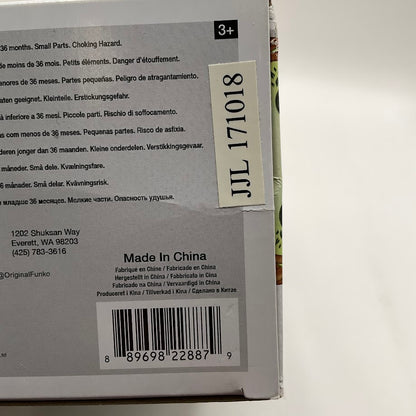 3+
36 months. Small Parts. Choking Hazard.
de moins de 36 mois. Petits éléments. Danger d'étouffement.
enores de 36 meses. Partes pequeñas. Peligro de atragantamiento.
aten geeignet. Kleinteile. Erstickungsgefahr.
à inferiore a 36 mesi. Piccole parti. Rischio di soffocamento.
as com menos de 36 meses. Pequenas partes. Risco de asfixia.
deren jonger dan 36 maanden. Kleine onderdelen. Verstikkingsgevaar.
måneder. Små dele. Kvælningsfare.
6 måneder. Små delar. Kvävningsrisk.
младше 36 месяцев. Мелкие части. Опасность удушья.
JJL 171018
1202 Shuksan Way
Everett, WA 98203
(425) 783-3616
@OriginalFunko
Made In China
Fabriqué en Chine / Fabricado en China
Hergestellt in China / Fabbricato in Cina
Fabricado na China / Vervaardigd in China
Produceret i Kina / Tillverkad i Kina / Сделано в Китае
8 89698 22887 9